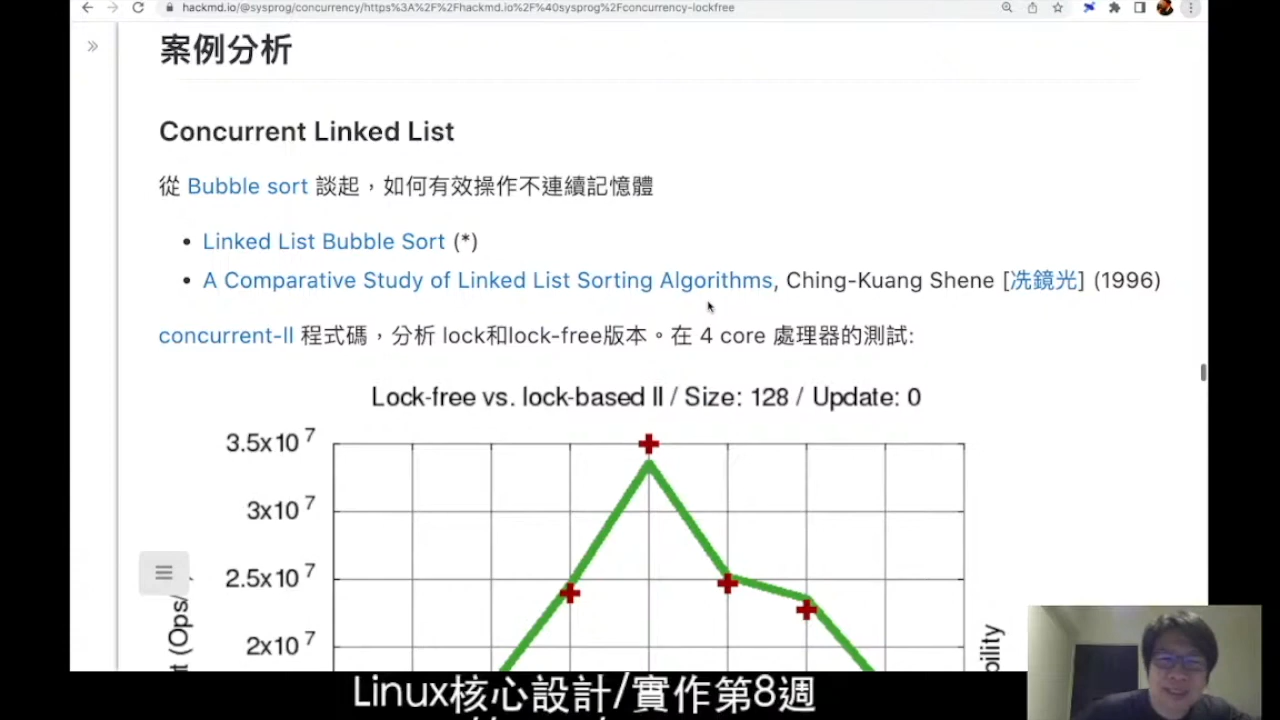 hackmd.io/@sysprog/concurrency/https%3A%2F%2Fhackmd.io%2F%40sysprog%2Fconcurrency-lockfree
案例分析
Concurrent Linked List
從 Bubble sort 談起，如何有效操作不連續記憶體
• Linked List Bubble Sort (*)
• A Comparative Study of Linked List Sorting Algorithms, Ching-Kuang Shene [冼鏡光] (1996)
concurrent-ll 程式碼，分析 lock和lock-free版本。在 4 core 處理器的測試:
Lock-free vs. lock-based ll / Size: 128 / Update: 0
3.5x10 7
3x10 7
2.5x10 7
2x10 7
(Ops/
Linux核心設計/實作第8週